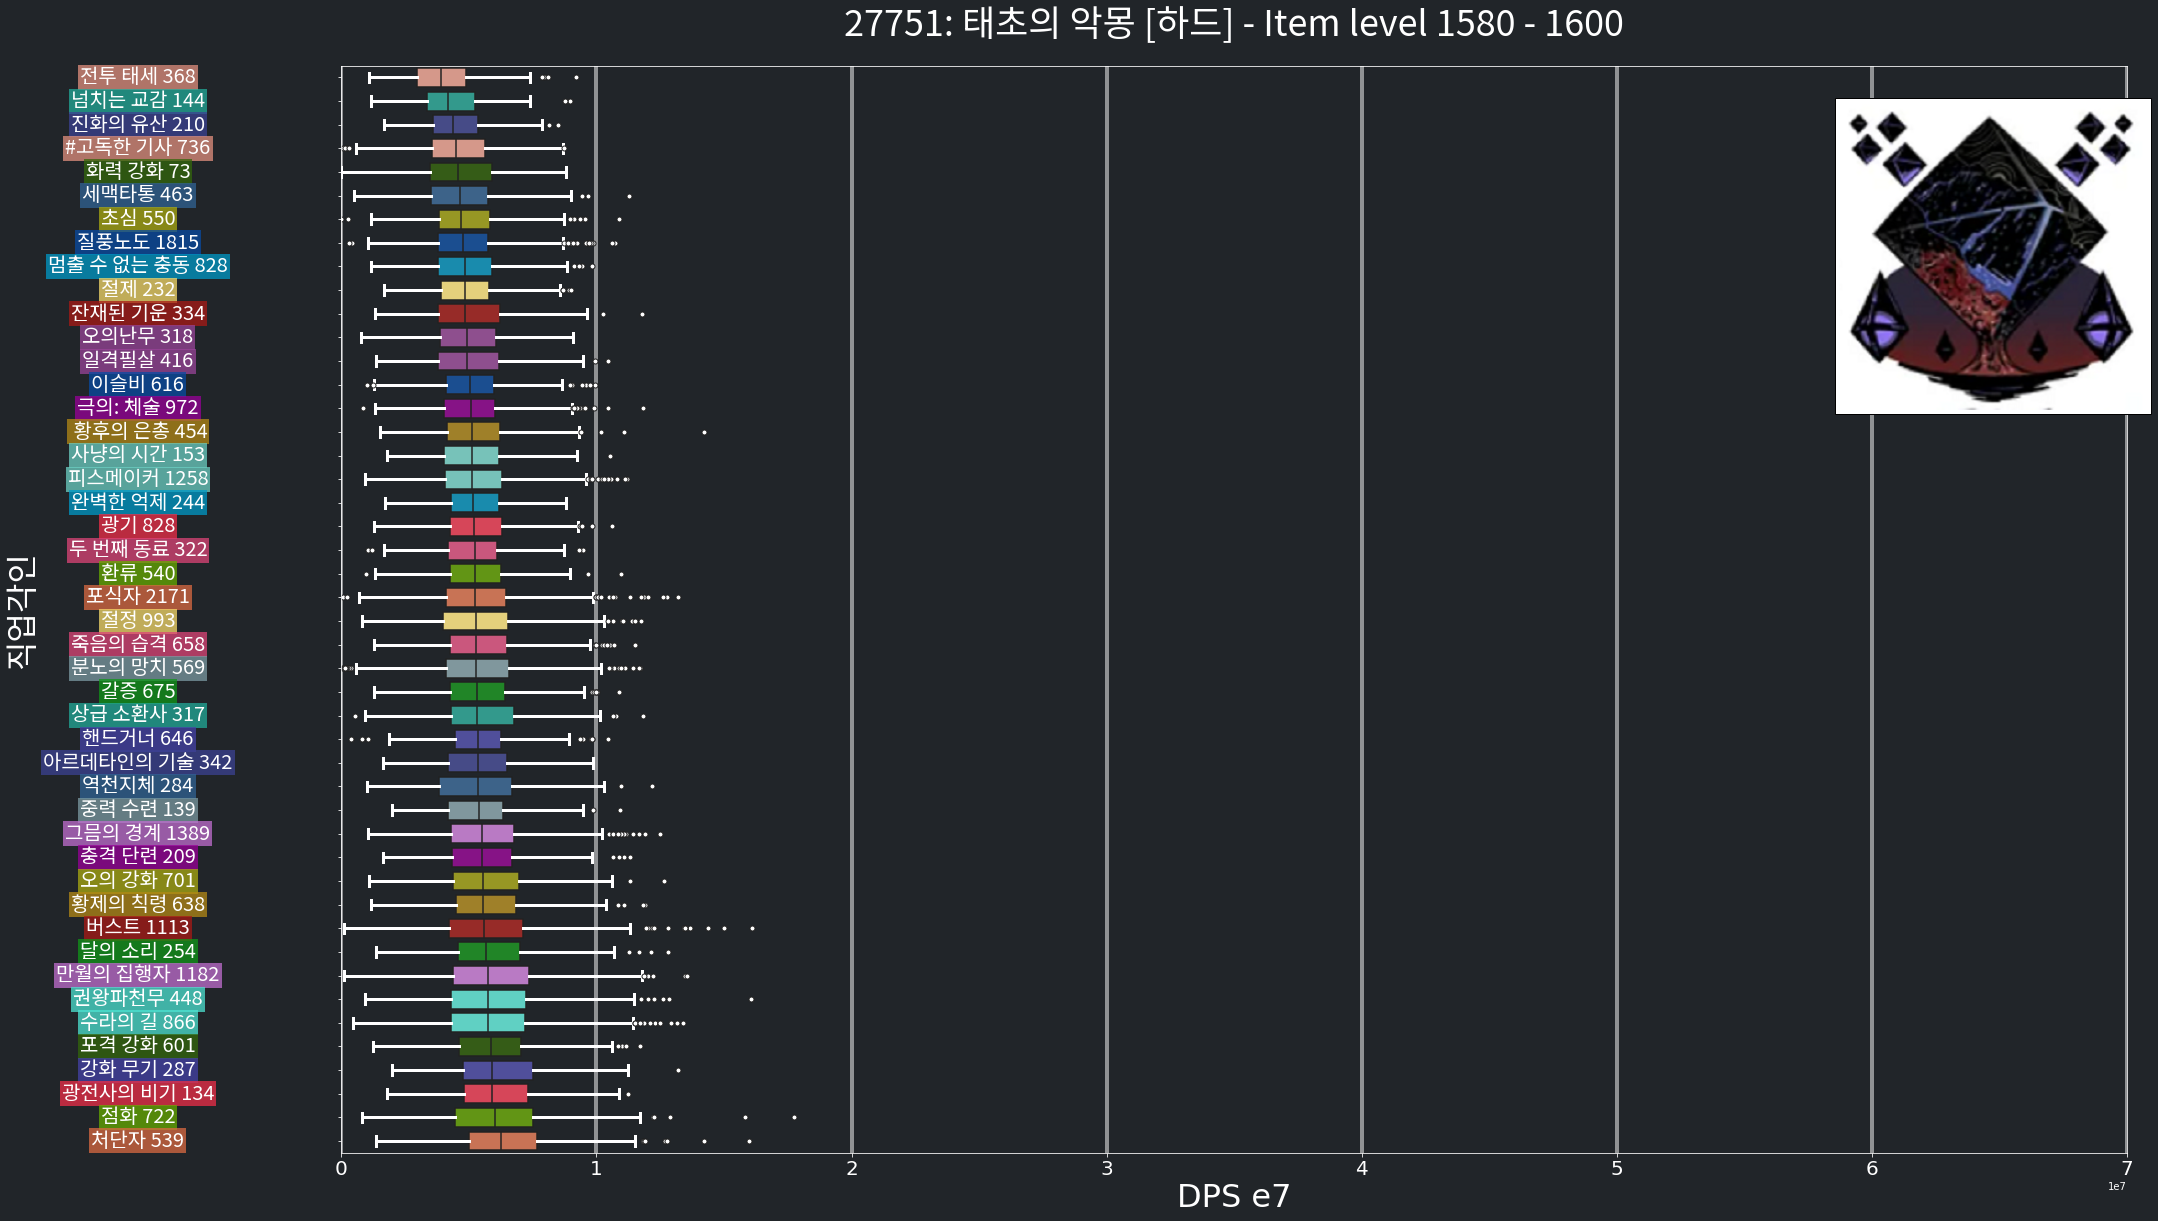 27751: 태초의 악몽 [하드] - Item level 1580 - 1600
전투 태세 368
넘치는 교감 144
진화의 유산 210
#고독한 기사 736
화력 강화 73
세맥타통 463
초심 550
질풍노도 1815
멈출 수 없는 충동 828
절제 232
잔재된 기운 334
오의난무 318
일격필살 416
이슬비 616
극의: 체술 972
황후의 은총 454
사냥의 시간 153
피스메이커 1258
완벽한 억제 244
광기 828
두 번째 동료 322
환류 540
포식자 2171
절정 993
죽음의 습격 658
분노의 망치 569
갈증 675
상급 소환사 317
핸드거너 646
아르데타인의 기술 342
역천지체 284
중력 수련 139
그믐의 경계 1389
충격 단련 209
오의 강화 701
황제의 칙령 638
버스트 1113
달의 소리 254
만월의 집행자 1182
권왕파천무 448
수라의 길 866
포격 강화 601
강화 무기 287
광전사의 비기 134
점화 722
처단자 539
직업각인
0 1 2 3 4 5 6 7
1e7
DPS e7